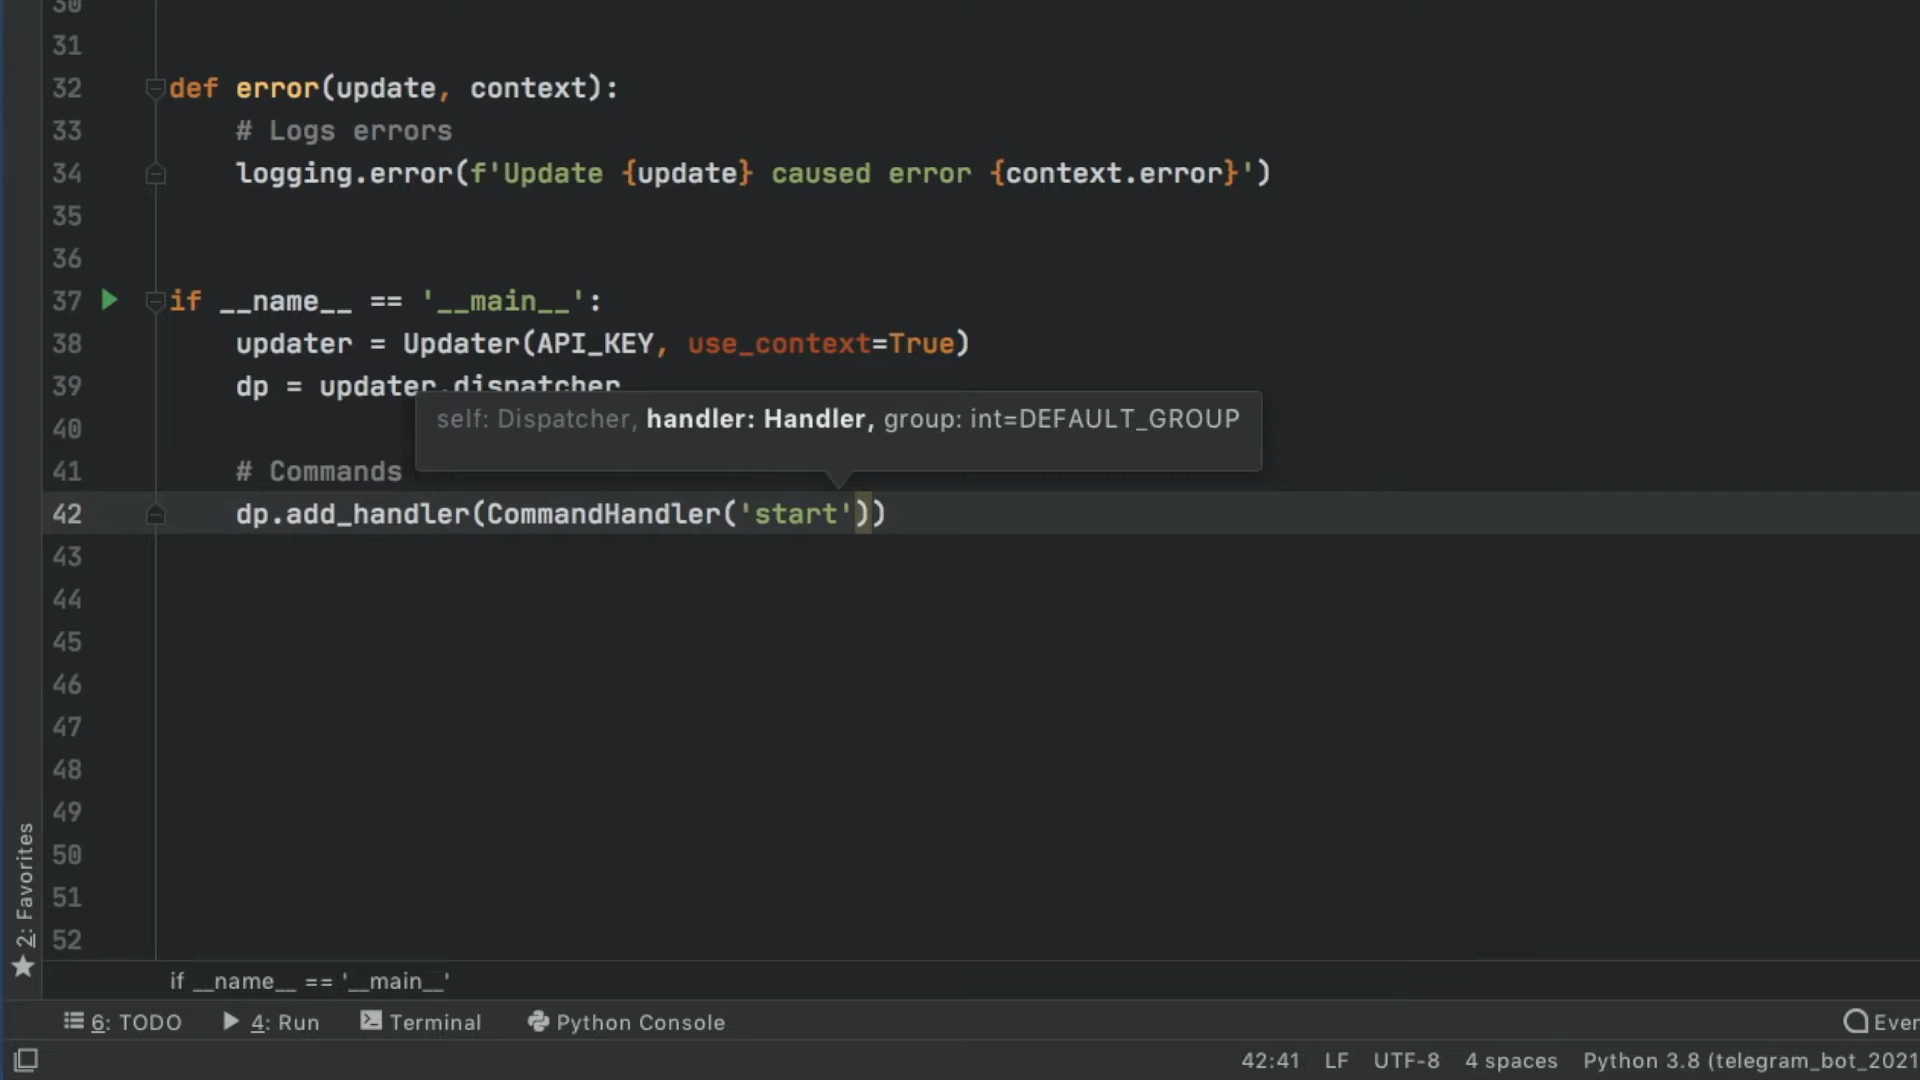 30
31
32 def error(update, context):
33 # Logs errors
34 logging.error(f'Update {update} caused error {context.error}')
35
36
37 if __name__ == '__main__':
38 updater = Updater(API_KEY, use_context=True)
39 dp = updater.dispatcher
self: Dispatcher, handler: Handler, group: int=DEFAULT_GROUP
40
41 # Commands
42 dp.add_handler(CommandHandler('start'))
43
44
45
46
47
48
49
50
51
52
2: Favorites
if __name__ == '__main__'
6: TODO 4: Run Terminal Python Console Even
42:41 LF UTF-8 4 spaces Python 3.8 (telegram_bot_2021